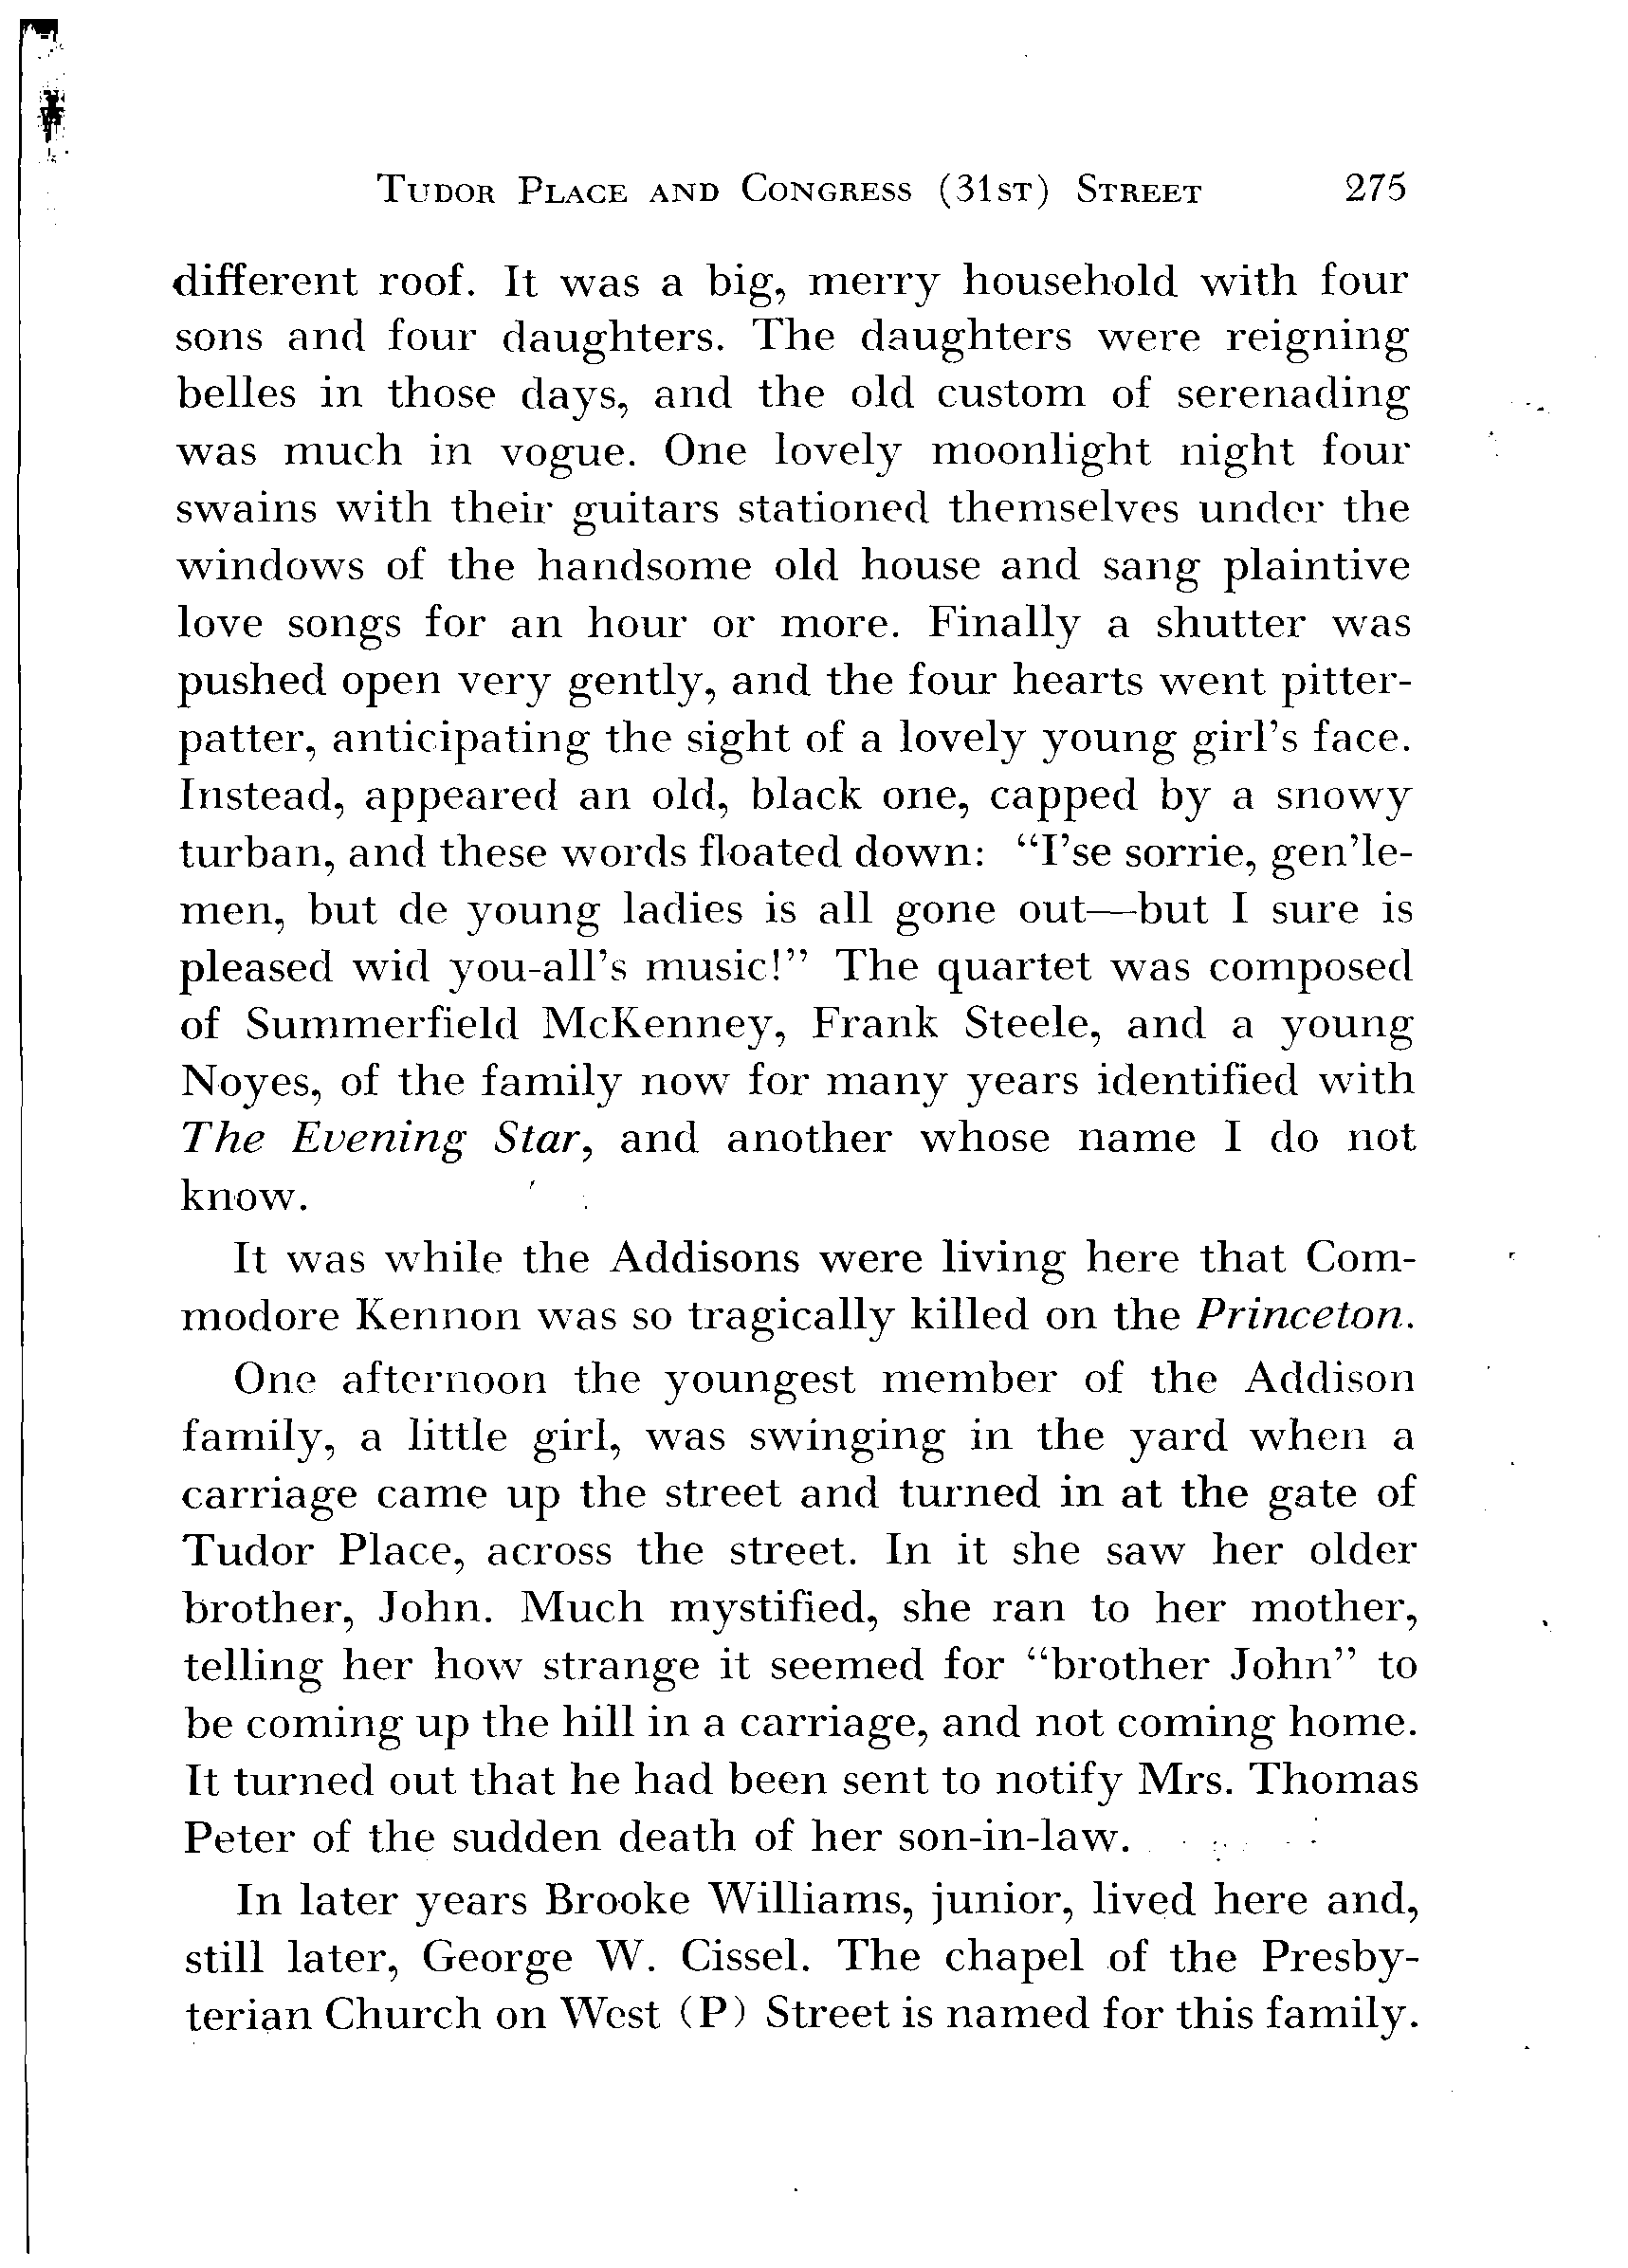 TUDOR PLACE AND CONGRESS (31ST) STREET 275
different roof. It was a big, merry household with four
sons and four daughters. The daughters were reigning
belles in those days, and the old custom of serenading
was much in vogue. One lovely moonlight night four
swains with their guitars stationed themselves under the
windows of the handsome old house and sang plaintive
love songs for an hour or more. Finally a shutter was
pushed open very gently, and the four hearts went pitter-
patter, anticipating the sight of a lovely young girl's face.
Instead, appeared an old, black one, capped by a snowy
turban, and these words floated down: "I'se sorrie, gen'le-
men, but de young ladies is all gone out—but I sure is
pleased wid you-all's music!" The quartet was composed
of Summerfield McKenney, Frank Steele, and a young
Noyes, of the family now for many years identified with
The Evening Star, and another whose name I do not
know.
It was while the Addisons were living here that Com-
modore Kennon was so tragically killed on the Princeton.
One afternoon the youngest member of the Addison
family, a little girl, was swinging in the yard when a
carriage came up the street and turned in at the gate of
Tudor Place, across the street. In it she saw her older
brother, John. Much mystified, she ran to her mother,
telling her how strange it seemed for "brother John" to
be coming up the hill in a carriage, and not coming home.
It turned out that he had been sent to notify Mrs. Thomas
Peter of the sudden death of her son-in-law.
In later years Brooke Williams, junior, lived here and,
still later, George W. Cissel. The chapel of the Presby-
terian Church on West (P) Street is named for this family.